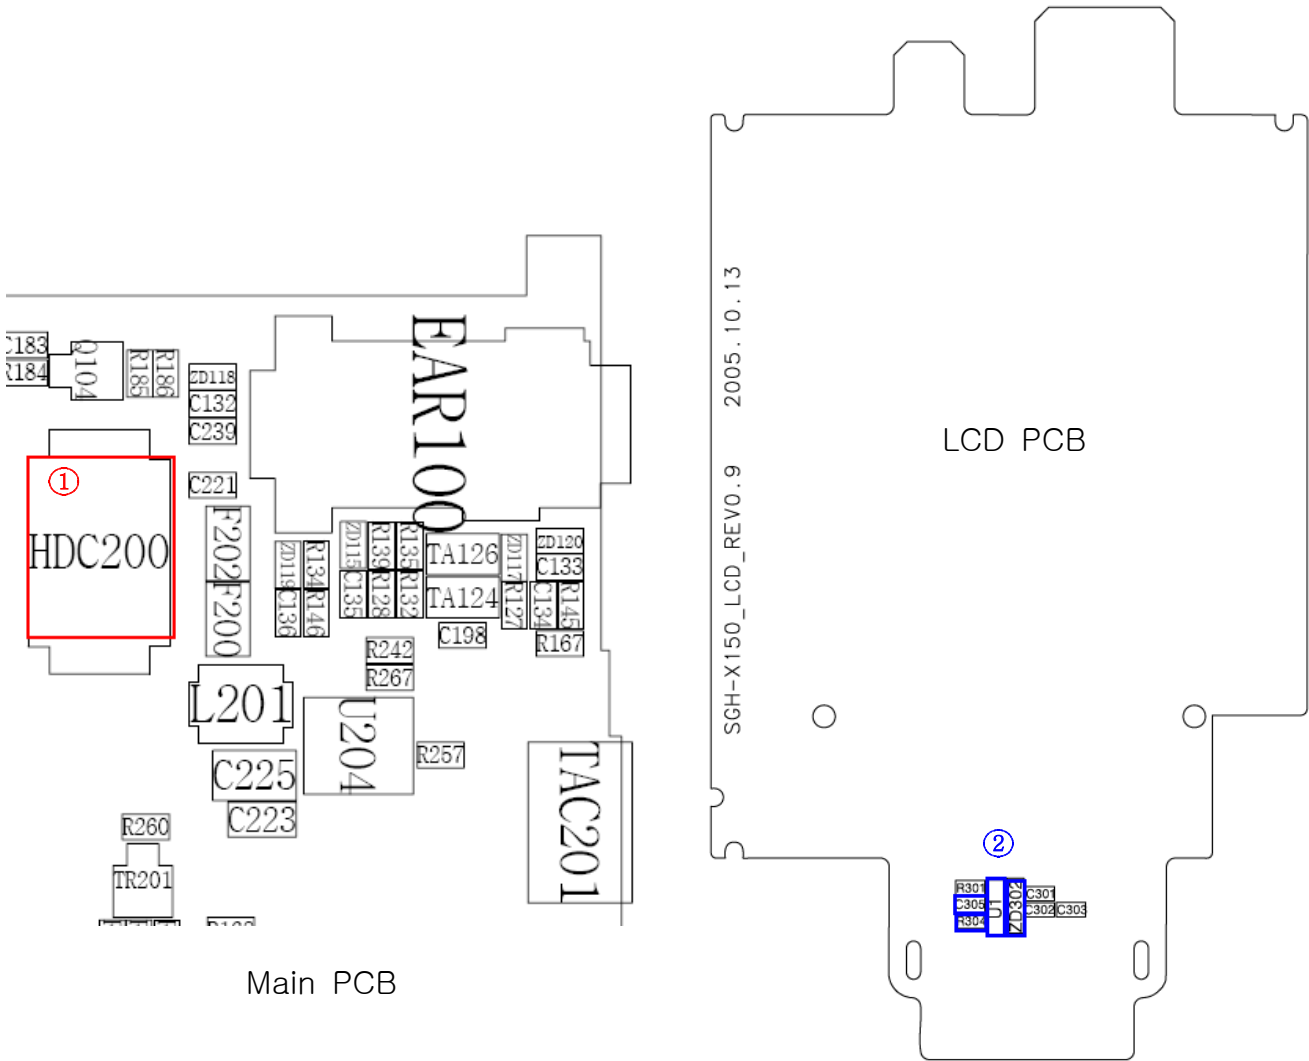 C183
R184
Q104
R185
R186
ZD118
C132
C239
EAR100
①
C221
HDC200
F202
F200
ZD119
R134
C136
R146
ZD115
R139
R135
C135
R128
R132
TA126
TA124
ZD117
R127
ZD120
C133
C134
R145
C198
R167
R242
R267
L201
U204
R257
C225
C223
TAC201
R260
TR201
Main PCB
2005.10.13
SGH-X150_LCD_REV0.9
LCD PCB
②
R301
C305
R304
U1
ZD302
C301
C302
C303